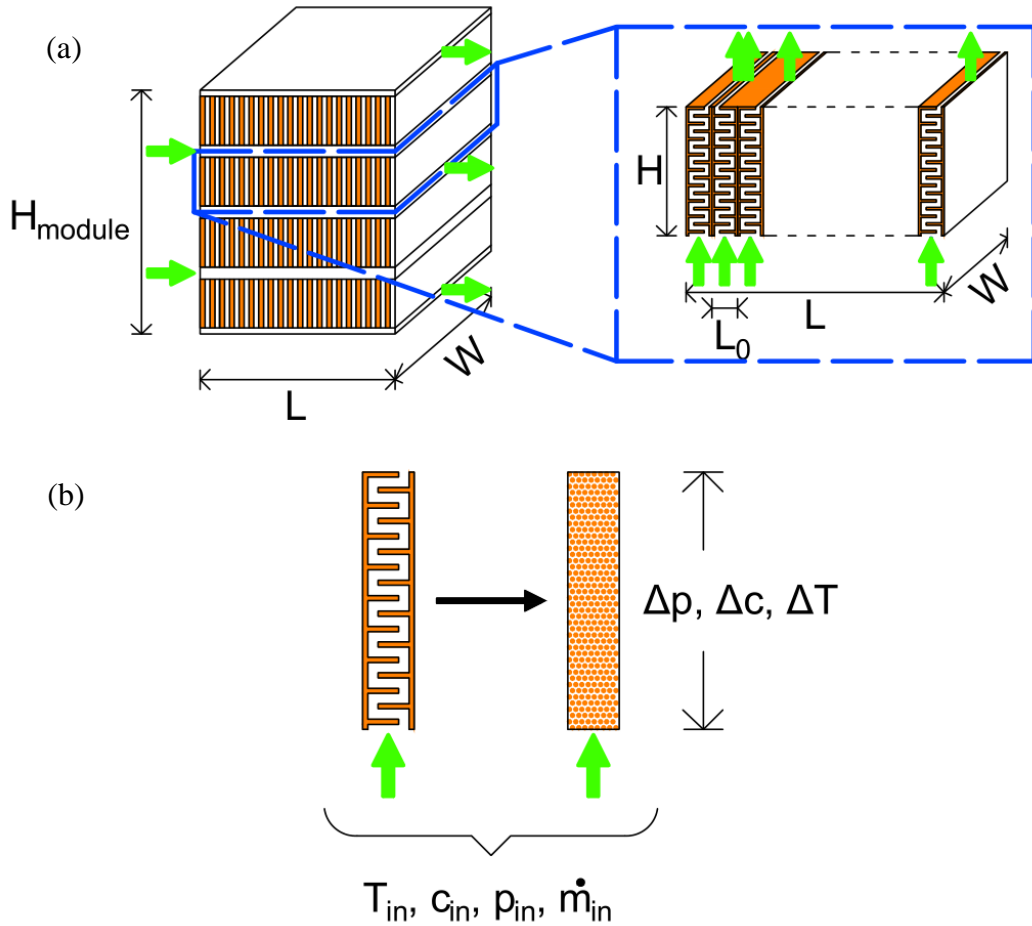 (a)
H_module
L
W
H
L_0
L
W
(b)
Δp, Δc, ΔT
T_in, c_in, p_in, ṁ_in